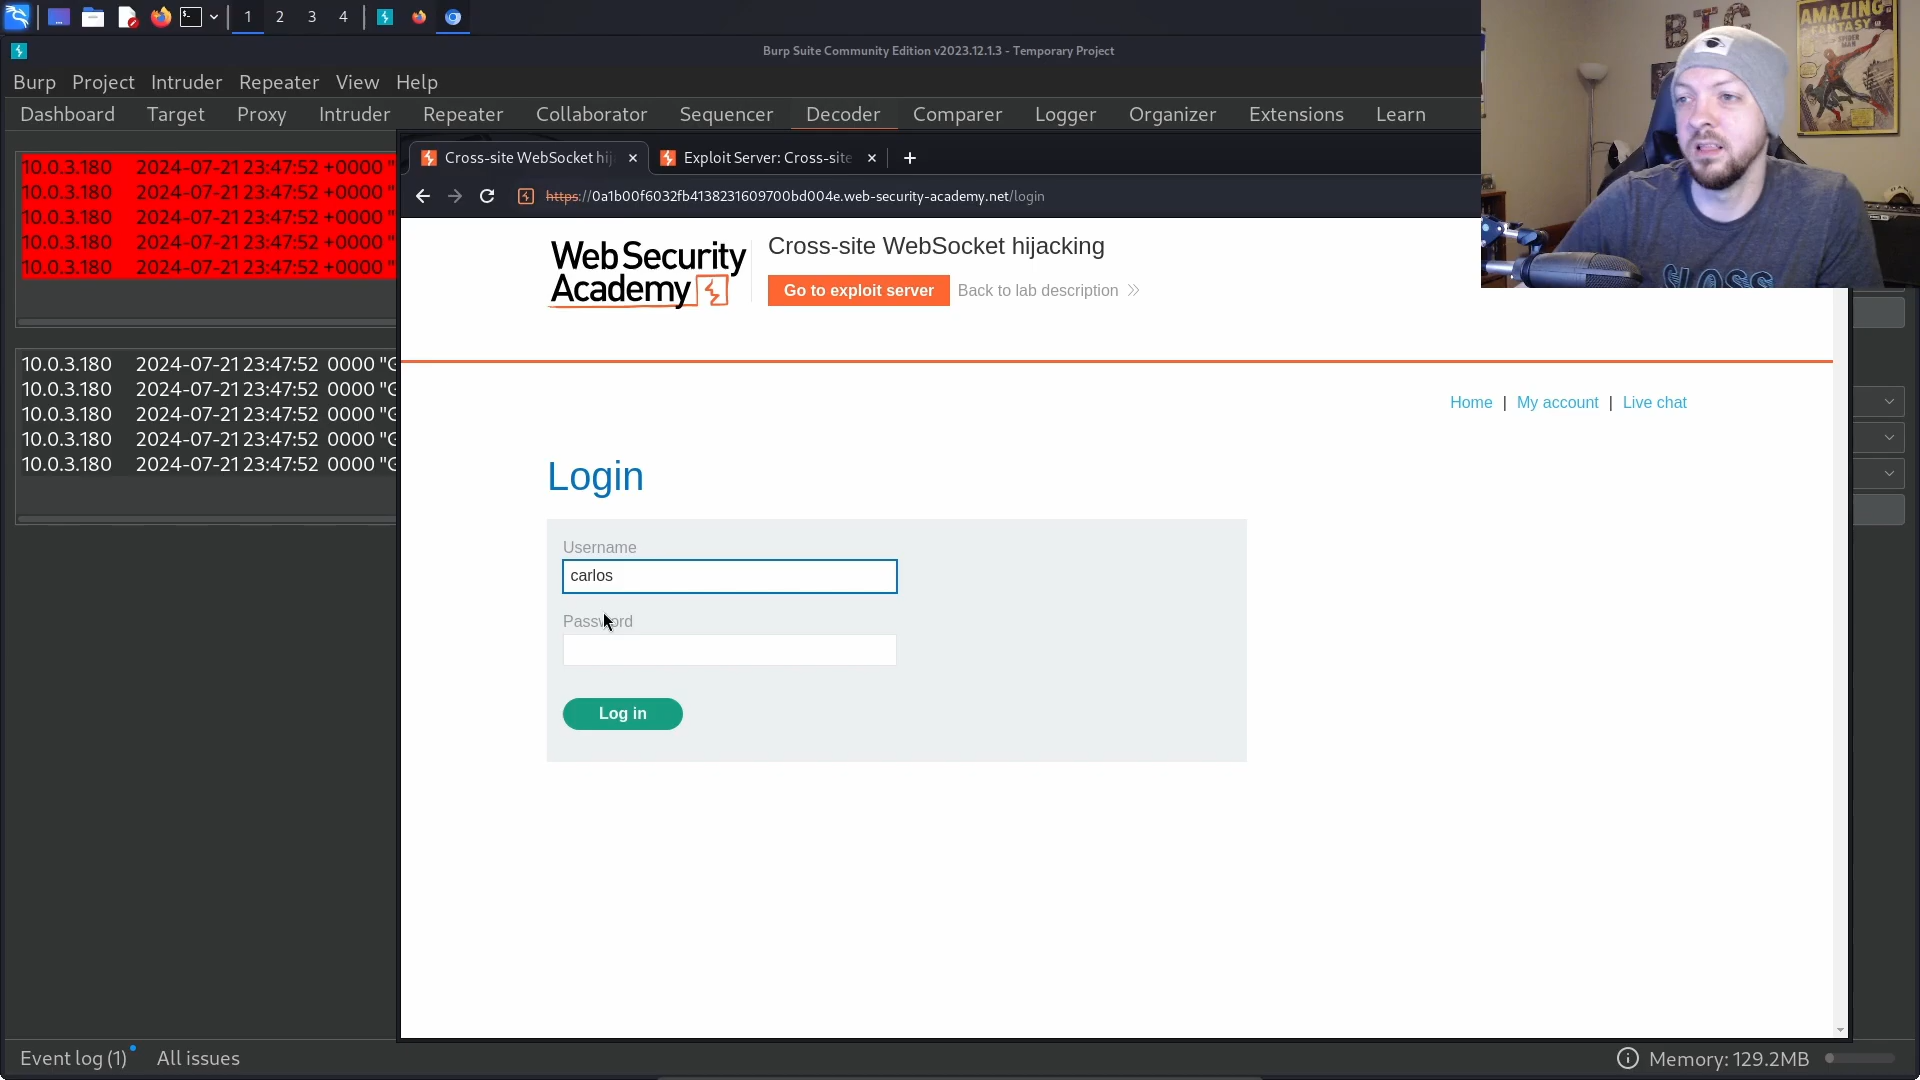 1 2 3 4
Burp Suite Community Edition v2023.12.1.3 - Temporary Project
Burp Project Intruder Repeater View Help
Dashboard Target Proxy Intruder Repeater Collaborator Sequencer Decoder Comparer Logger Organizer Extensions Learn
Cross-site WebSocket hij
Exploit Server: Cross-site
https://0a1b00f6032fb4138231609700bd004e.web-security-academy.net/login
10.0.3.180 2024-07-21 23:47:52 +0000 "
10.0.3.180 2024-07-21 23:47:52 +0000 "
10.0.3.180 2024-07-21 23:47:52 +0000 "
10.0.3.180 2024-07-21 23:47:52 +0000 "
10.0.3.180 2024-07-21 23:47:52 +0000 "
10.0.3.180 2024-07-21 23:47:52 0000 "G
10.0.3.180 2024-07-21 23:47:52 0000 "G
10.0.3.180 2024-07-21 23:47:52 0000 "G
10.0.3.180 2024-07-21 23:47:52 0000 "G
10.0.3.180 2024-07-21 23:47:52 0000 "G
WebSecurity
Academy
Cross-site WebSocket hijacking
Go to exploit server
Back to lab description
Home | My account | Live chat
Login
Username
carlos
Password
Log in
Event log (1) All issues
Memory: 129.2MB
BTC
AMAZING
FANTASY